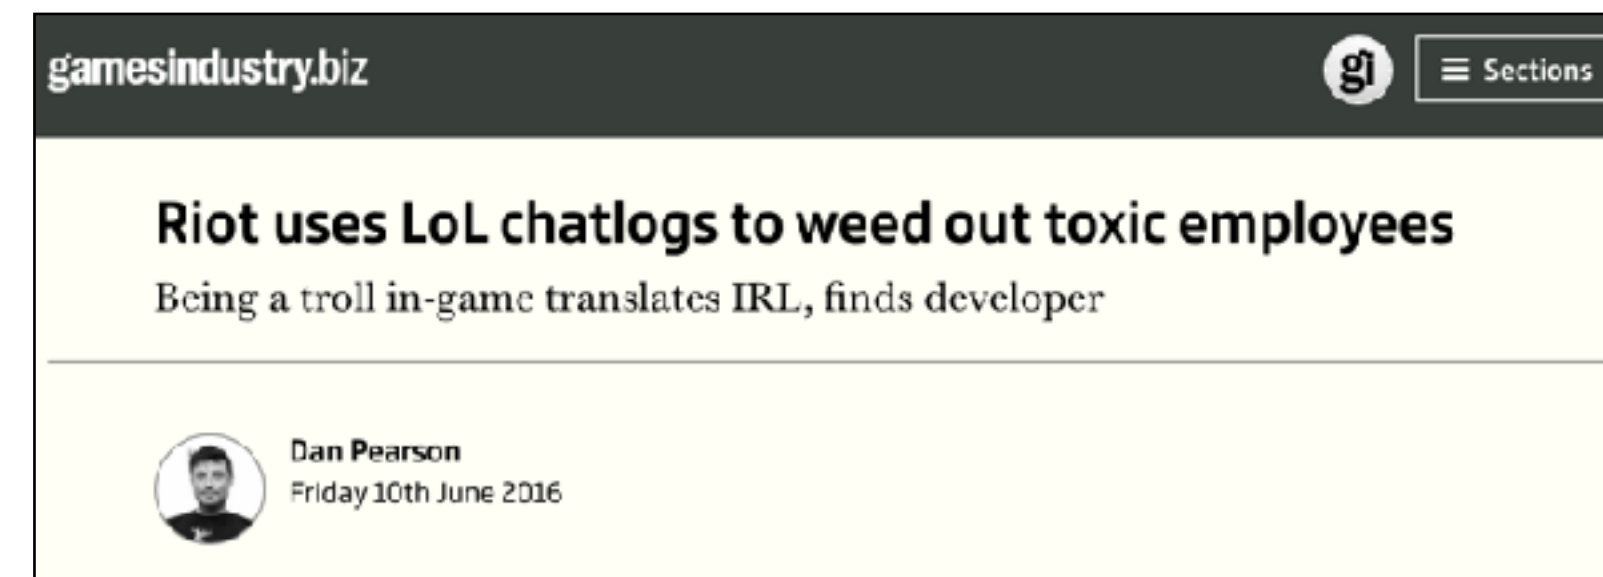 gamesindustry.biz
gi
Sections
Riot uses LoL chatlogs to weed out toxic employees
Being a troll in-game translates IRL, finds developer
Dan Pearson
Friday 10th June 2016